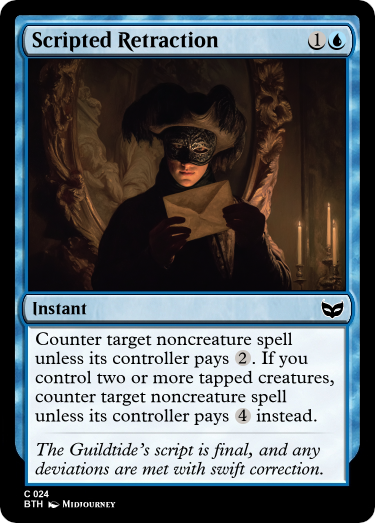 Scripted Retraction 1
Instant
Counter target noncreature spell
unless its controller pays 2. If you
control two or more tapped creatures,
counter target noncreature spell
unless its controller pays 4 instead.
The Guildtide's script is final, and any
deviations are met with swift correction.
C 024
BTH Midjourney